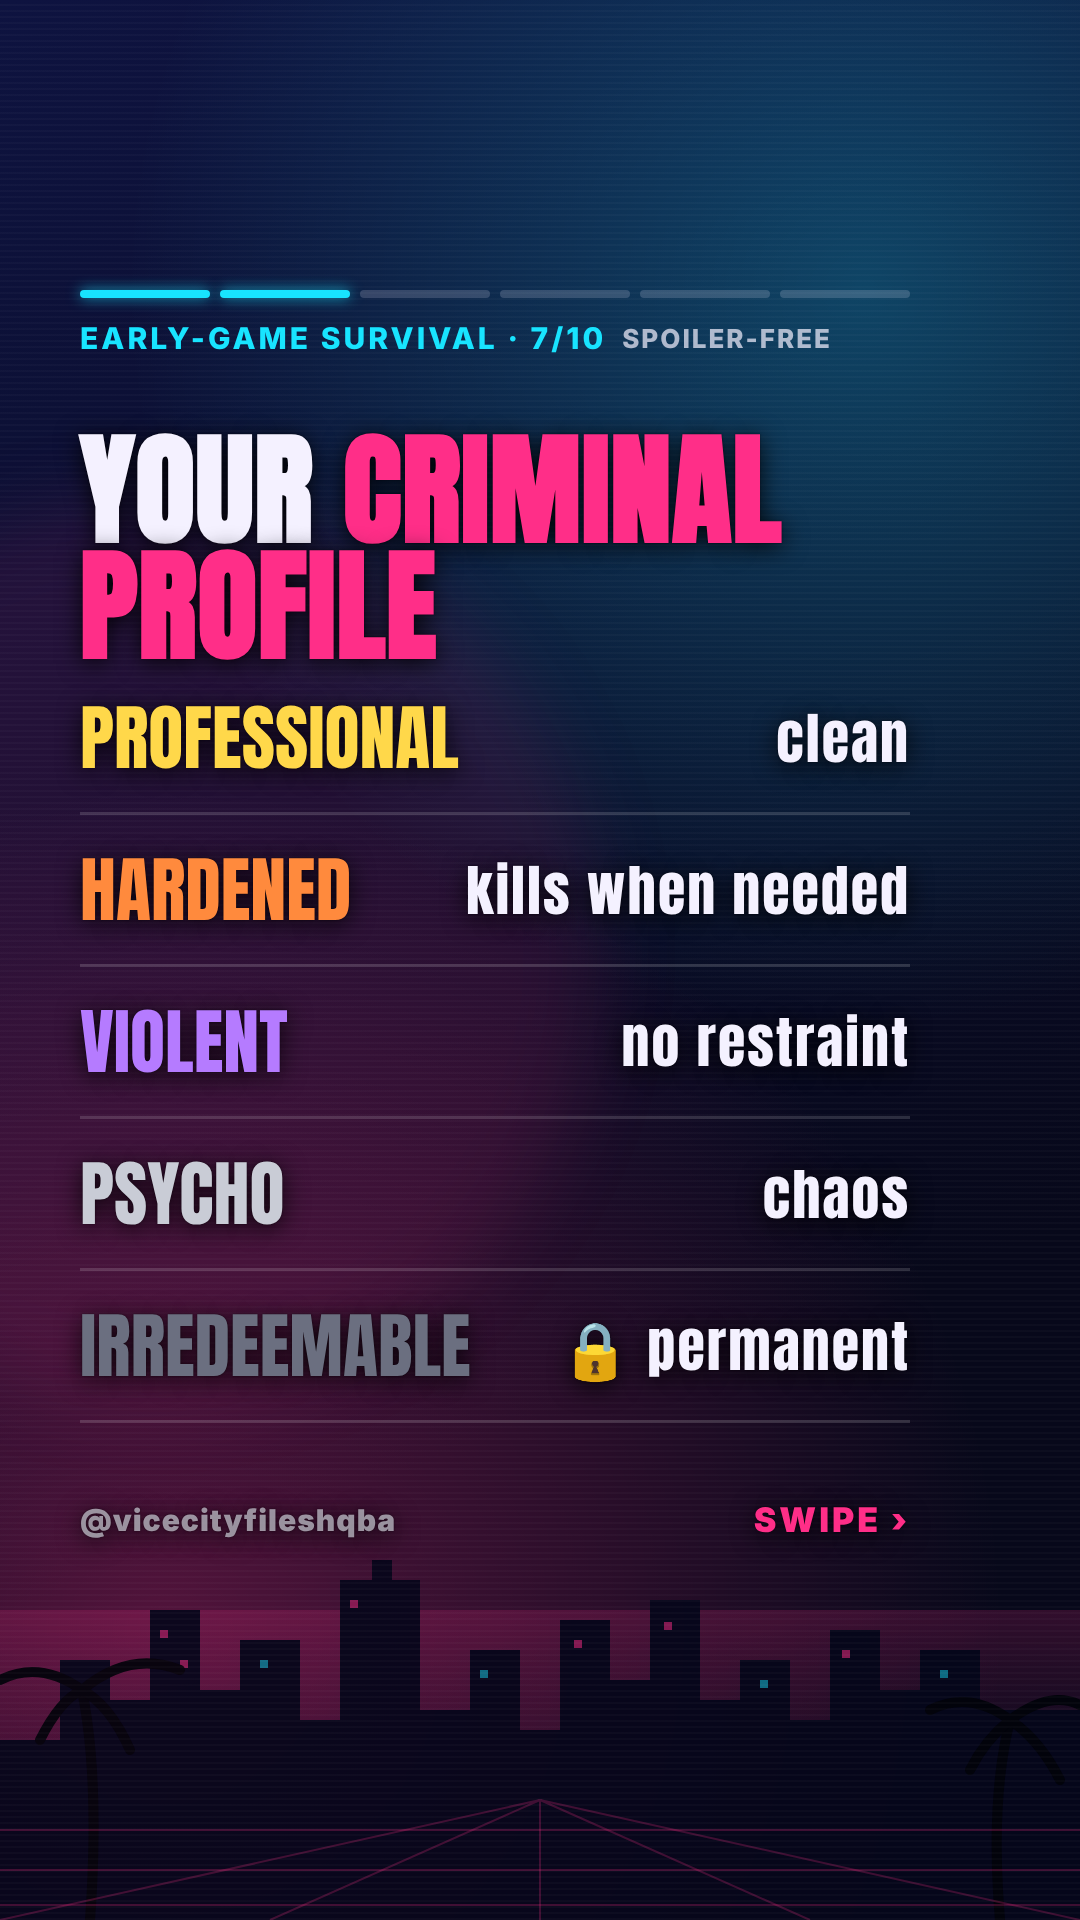 EARLY-GAME SURVIVAL · 7/10 SPOILER-FREE
YOUR CRIMINAL
PROFILE
PROFESSIONAL clean
HARDENED kills when needed
VIOLENT no restraint
PSYCHO chaos
IRREDEEMABLE 🔒 permanent
@vicecityfileshqba SWIPE ›